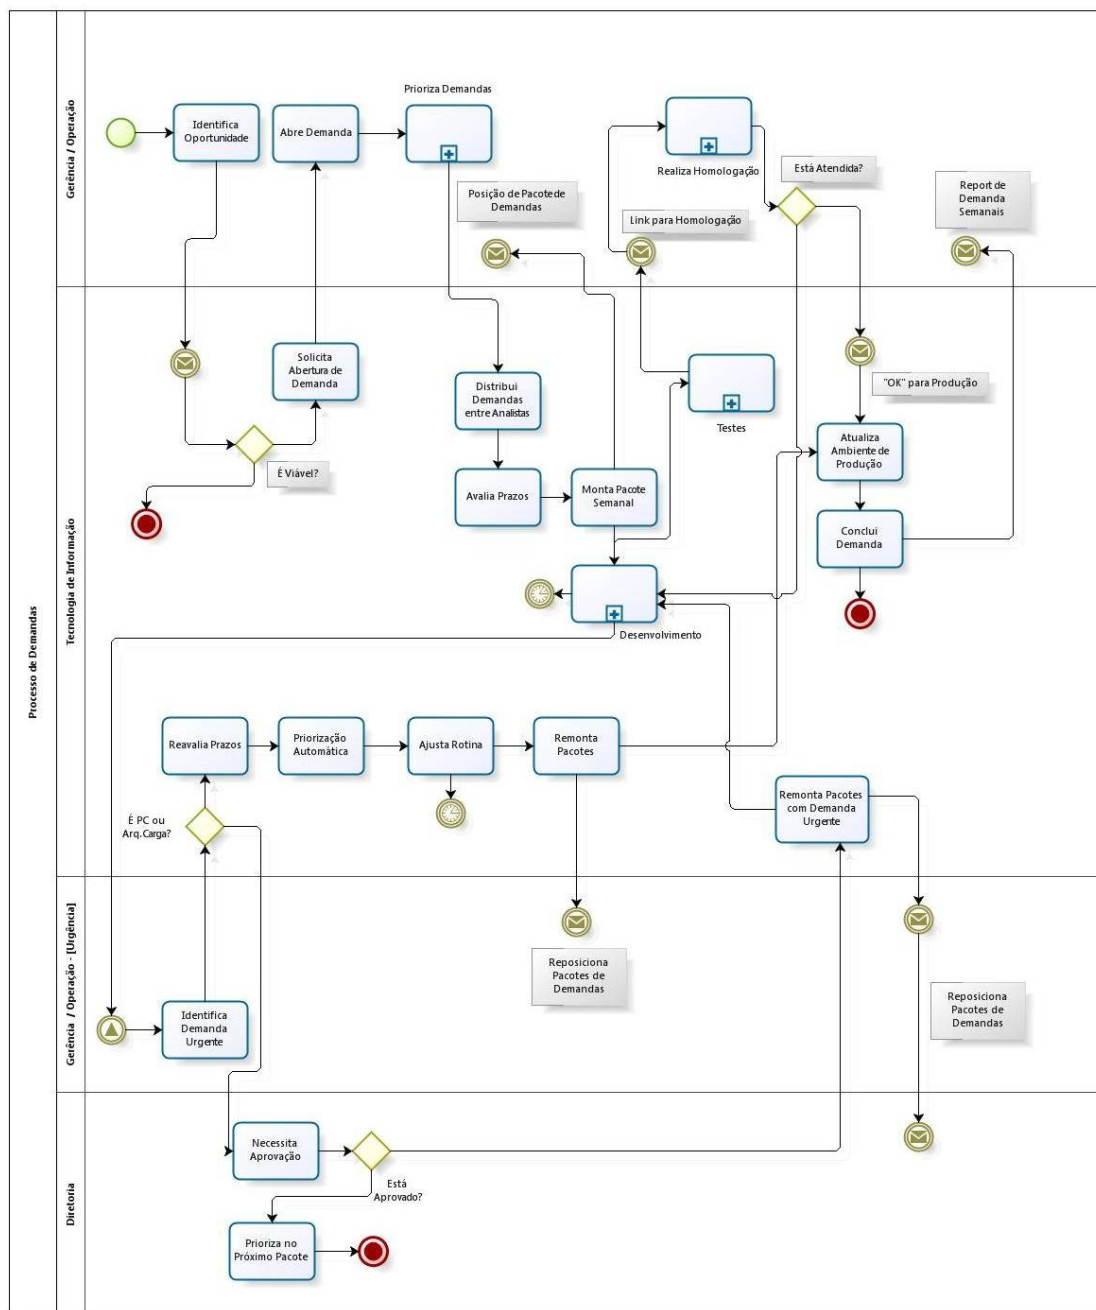 Processo de Demandas
Gerência / Operação
Prioriza Demandas
Identifica
Oportunidade
Abre Demanda
Realiza Homologação
Está Atendida?
Posição de Pacote de
Demandas
Link para Homologação
Report de
Demanda
Semanais
Tecnologia de Informação
Solicita
Abertura de
Demanda
É Viável?
Distribui
Demandas
entre Analistas
Testes
"OK" para Produção
Atualiza
Ambiente de
Produção
Avalia Prazos
Monta Pacote
Semanal
Conclui
Demanda
Desenvolvimento
Reavalia Prazos
Priorização
Automática
Ajusta Rotina
Remonta
Pacotes
É PC ou
Arq.Carga?
Remonta Pacotes
com Demanda
Urgente
Gerência / Operação - [Urgência]
Reposiciona
Pacotes de
Demandas
Identifica
Demanda
Urgente
Reposiciona
Pacotes de
Demandas
Diretoria
Necessita
Aprovação
Está
Aprovado?
Prioriza no
Próximo Pacote